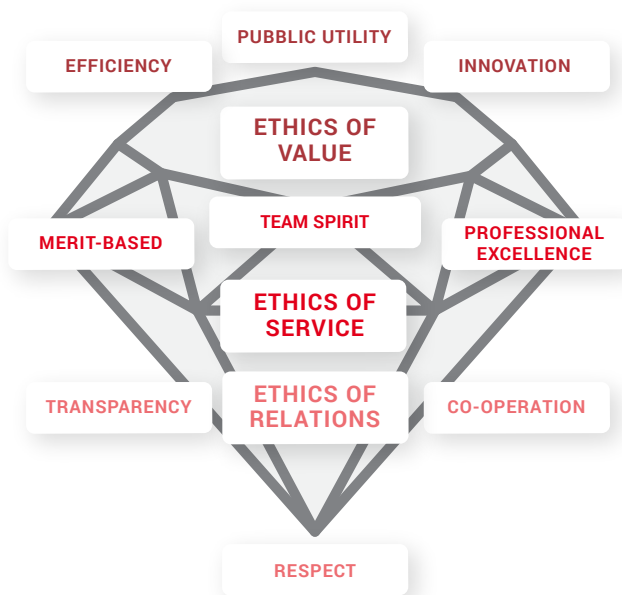 PUBBLIC UTILITY
EFFICIENCY
INNOVATION
ETHICS OF
VALUE
TEAM SPIRIT
MERIT-BASED
PROFESSIONAL
EXCELLENCE
ETHICS OF
SERVICE
ETHICS OF
RELATIONS
TRANSPARENCY
CO-OPERATION
RESPECT